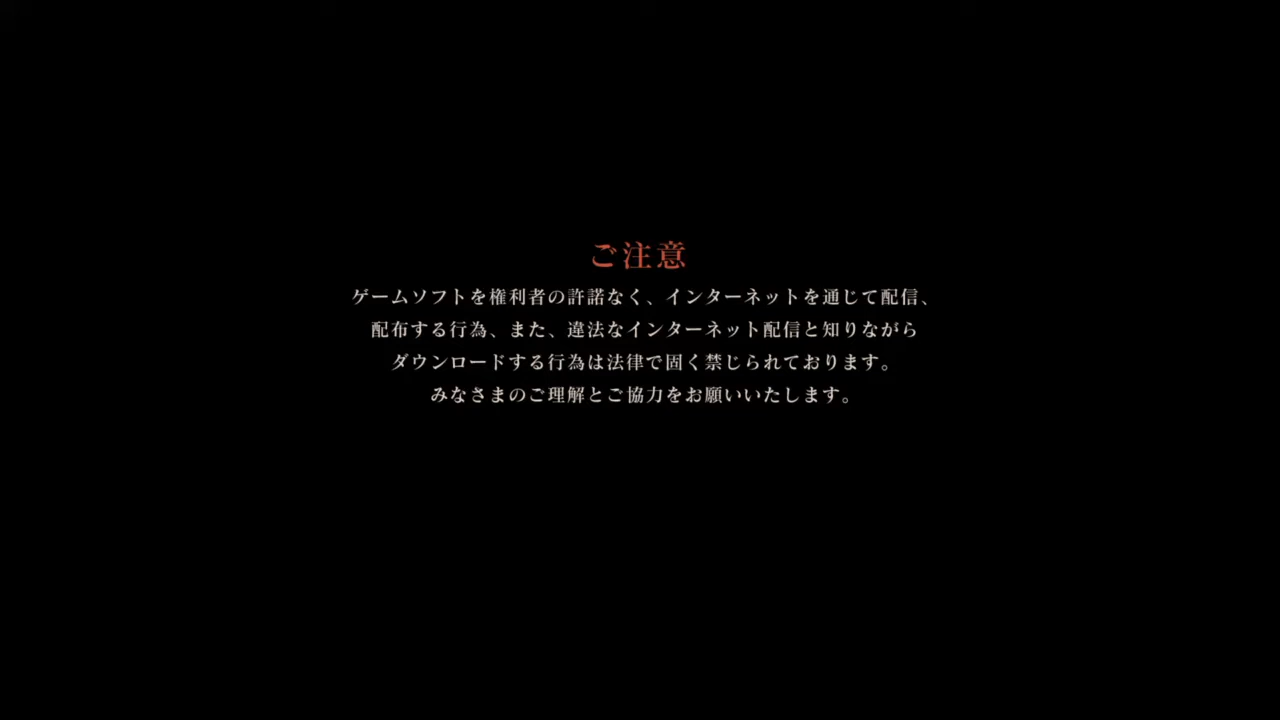 ご注意
ゲームソフトを権利者の許諾なく、インターネットを通じて配信、
配布する行為、また、違法なインターネット配信と知りながら
ダウンロードする行為は法律で固く禁じられております。
みなさまのご理解とご協力をお願いいたします。